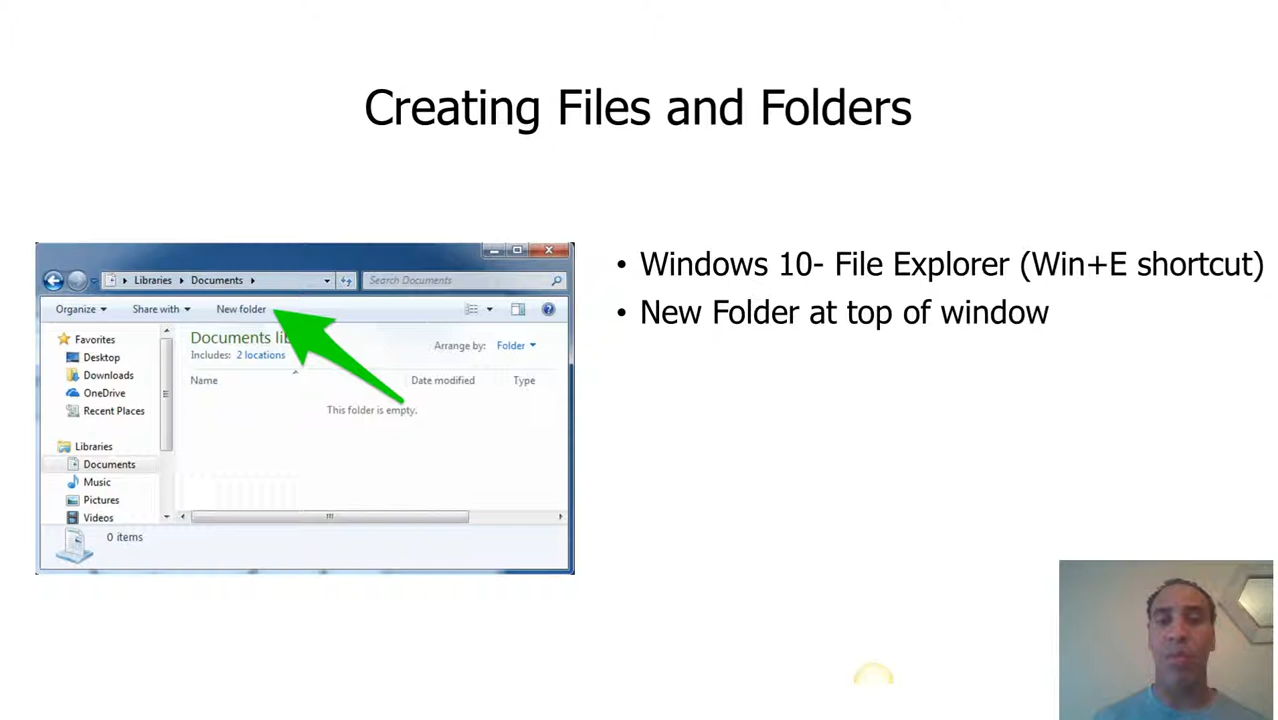 Creating Files and Folders
• Windows 10- File Explorer (Win+E shortcut)
• New Folder at top of window
Libraries
Documents
Search Documents
Organize
Share with
New folder
Favorites
Desktop
Downloads
OneDrive
Recent Places
Libraries
Documents
Music
Pictures
Videos
Documents lib
Includes: 2 locations
Arrange by: Folder
Name
Date modified
Type
This folder is empty.
0 items